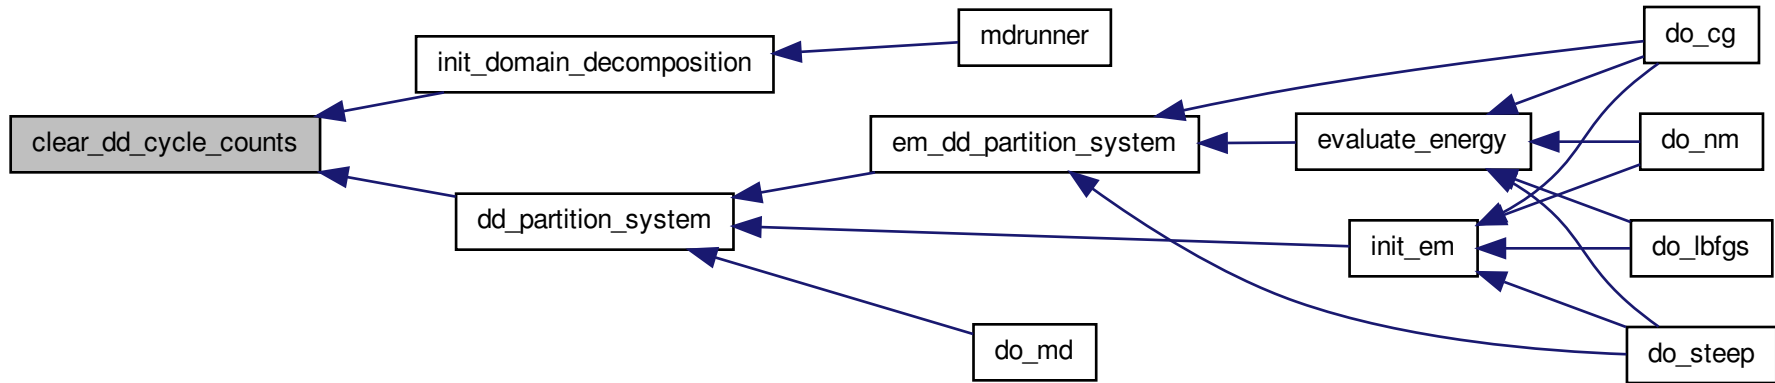 clear_dd_cycle_counts
init_domain_decomposition
mdrunner
dd_partition_system
em_dd_partition_system
evaluate_energy
init_em
do_md
do_cg
do_nm
do_lbfgs
do_steep